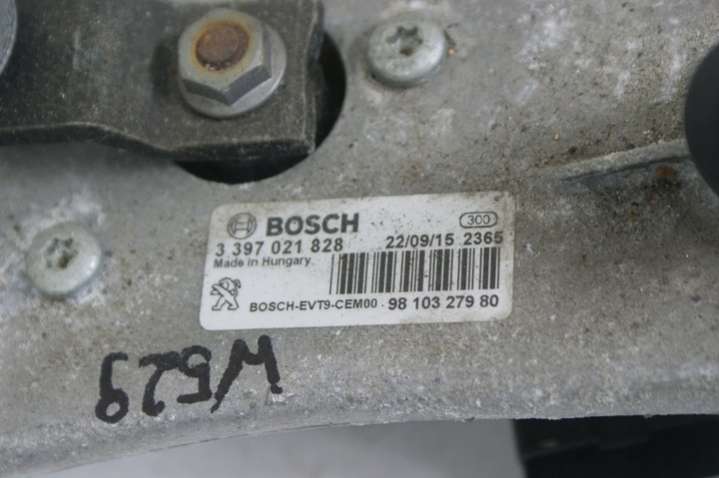 BOSCH 300
3 397 021 828 22/09/15 2365
Made in Hungary.
BOSCH-EVT9-CEM00 - 98 103 279 80
W529